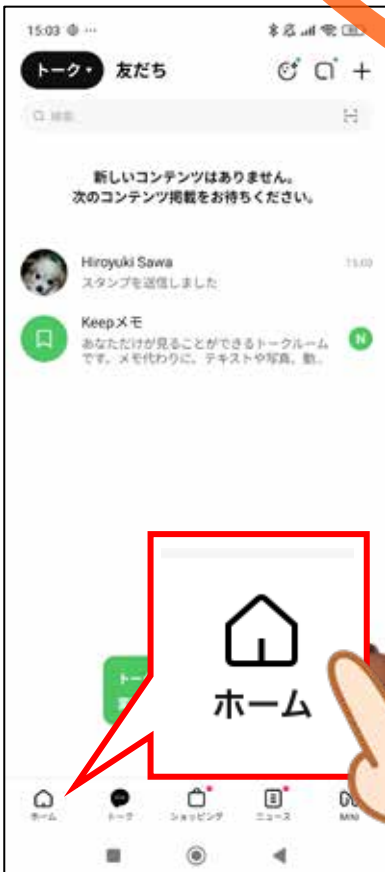 15:03
トーク
友だち
検索
新しいコンテンツはありません。
次のコンテンツ掲載をお待ちください。
Hiroyuki Sawa
15:03
スタンプを送信しました
Keepメモ
あなただけが見ることができるトークルーム
です。メモ代わりに、テキストや写真、動...
N
ホーム
ホーム
トーク
ショッピング
ニュース
MINI